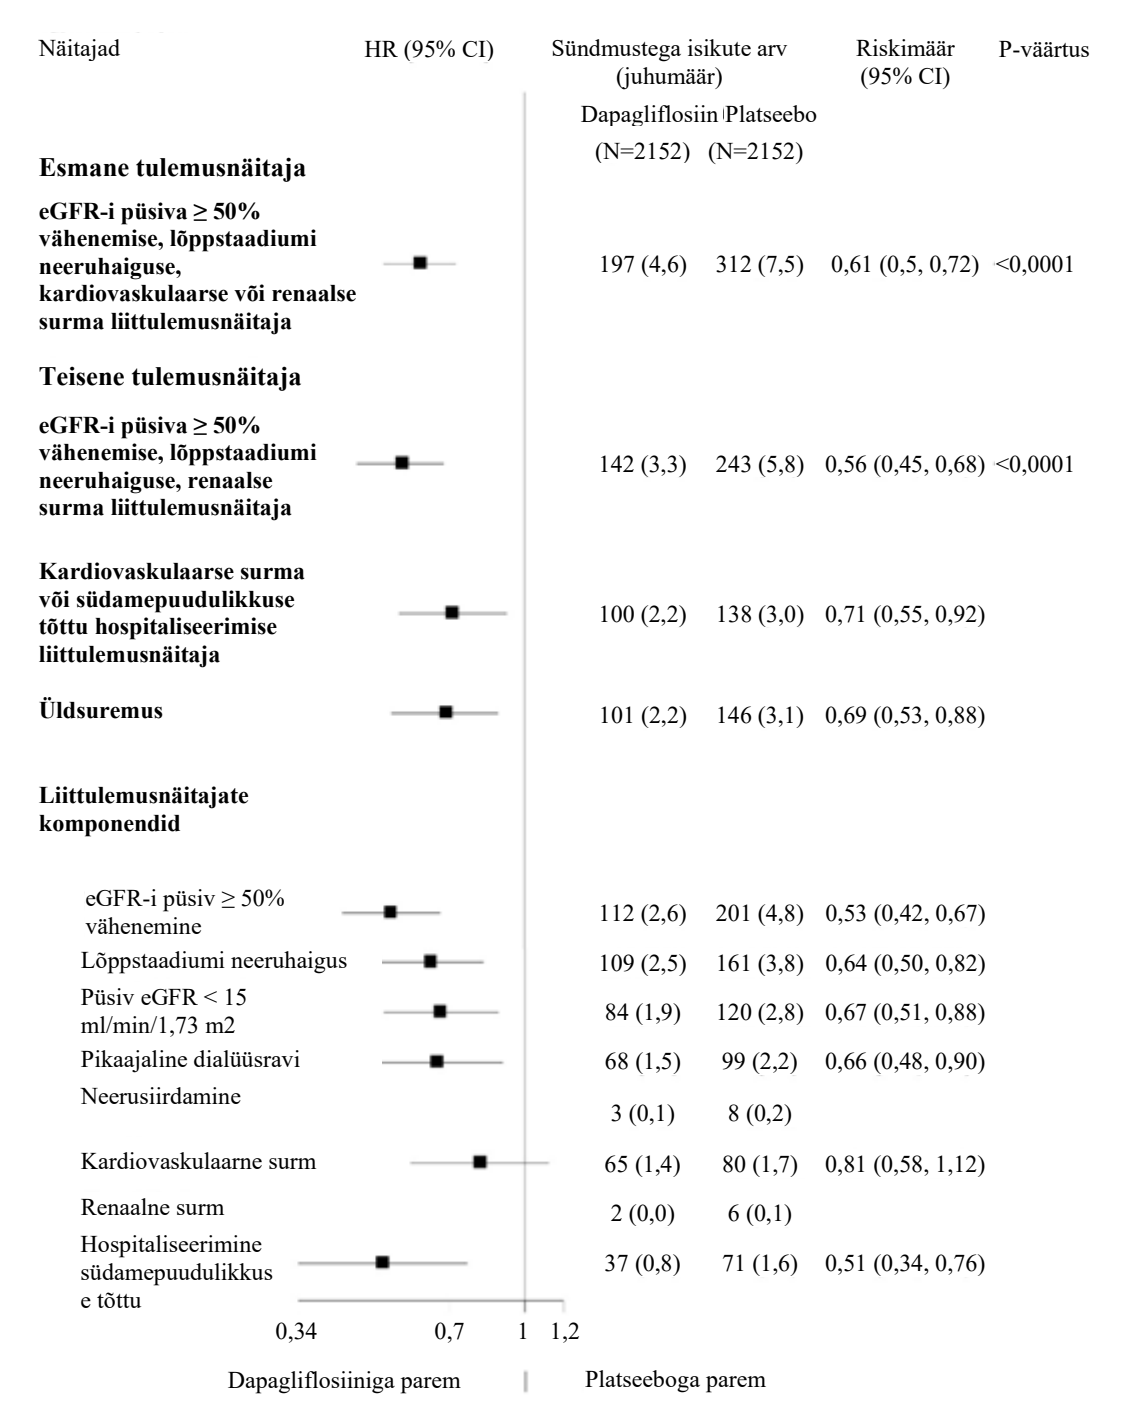 Näitajad HR (95% CI) Sündmustega isikute arv Riskimäär P-väärtus
(juhumäär) (95% CI)
Dapagliflosiin Platseebo
(N=2152) (N=2152)
Esmane tulemusnäitaja
eGFR-i püsiva ≥ 50%
vähenemise, lõppstaadiumi
neeruhaiguse, 197 (4,6) 312 (7,5) 0,61 (0,5, 0,72) <0,0001
kardiovaskulaarse või renaalse
surma liittulemusnäitaja
Teisene tulemusnäitaja
eGFR-i püsiva ≥ 50%
vähenemise, lõppstaadiumi
neeruhaiguse, renaalse 142 (3,3) 243 (5,8) 0,56 (0,45, 0,68) <0,0001
surma liittulemusnäitaja
Kardiovaskulaarse surma
või südamepuudulikkuse
tõttu hospitaliseerimise 100 (2,2) 138 (3,0) 0,71 (0,55, 0,92)
liittulemusnäitaja
Üldsuremus 101 (2,2) 146 (3,1) 0,69 (0,53, 0,88)
Liittulemusnäitajate
komponendid
eGFR-i püsiv ≥ 50%
vähenemine 112 (2,6) 201 (4,8) 0,53 (0,42, 0,67)
Lõppstaadiumi neeruhaigus 109 (2,5) 161 (3,8) 0,64 (0,50, 0,82)
Püsiv eGFR < 15
ml/min/1,73 m2 84 (1,9) 120 (2,8) 0,67 (0,51, 0,88)
Pikaajaline dialüüsravi 68 (1,5) 99 (2,2) 0,66 (0,48, 0,90)
Neerusiirdamine 3 (0,1) 8 (0,2)
Kardiovaskulaarne surm 65 (1,4) 80 (1,7) 0,81 (0,58, 1,12)
Renaalne surm 2 (0,0) 6 (0,1)
Hospitaliseerimine
südamepuudulikkus 37 (0,8) 71 (1,6) 0,51 (0,34, 0,76)
e tõttu
0,34 0,7 1 1,2
Dapagliflosiiniga parem Platseeboga parem